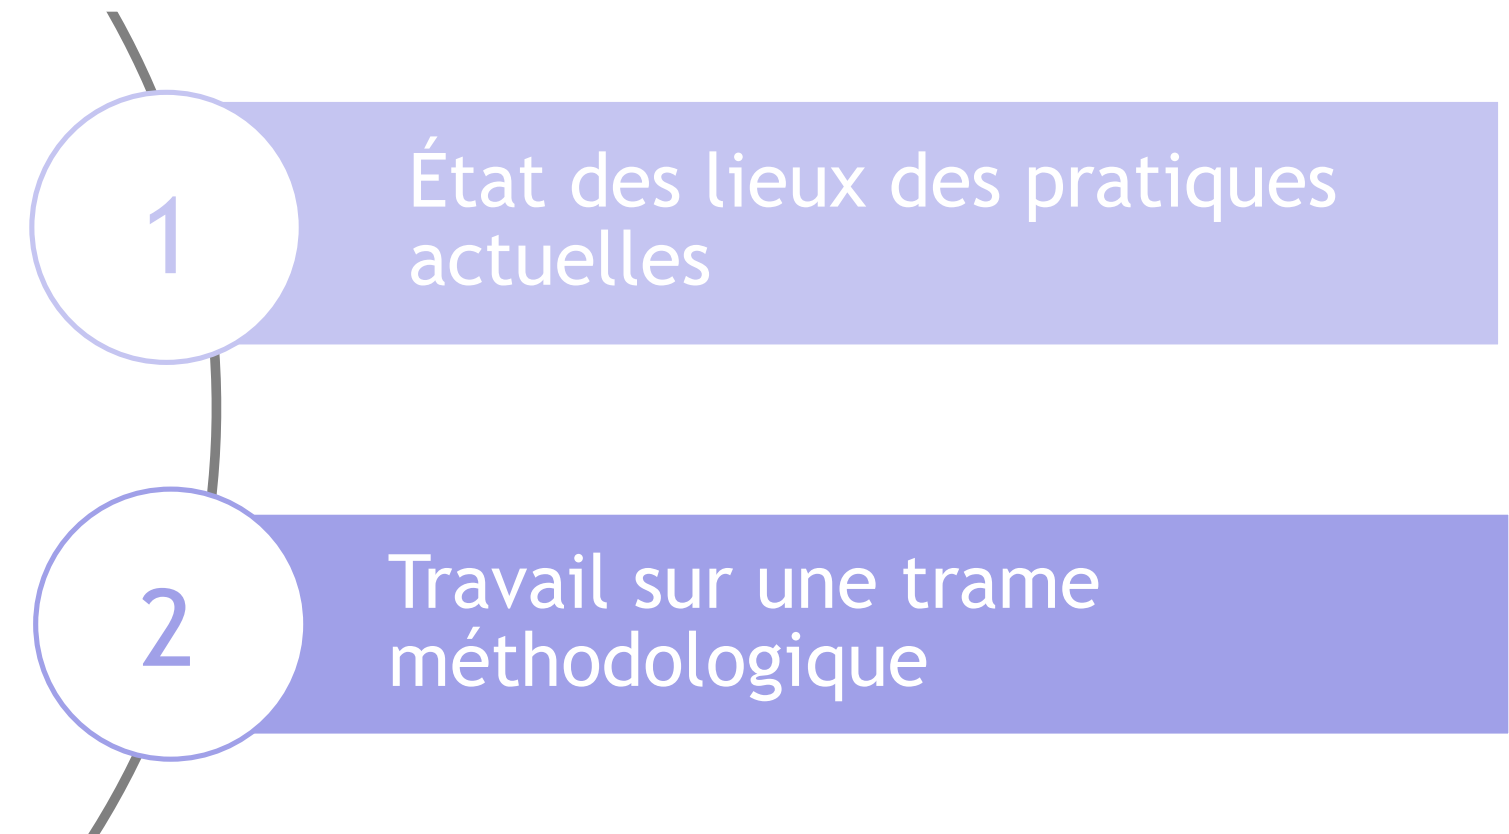 1
État des lieux des pratiques
actuelles
2
Travail sur une trame
méthodologique